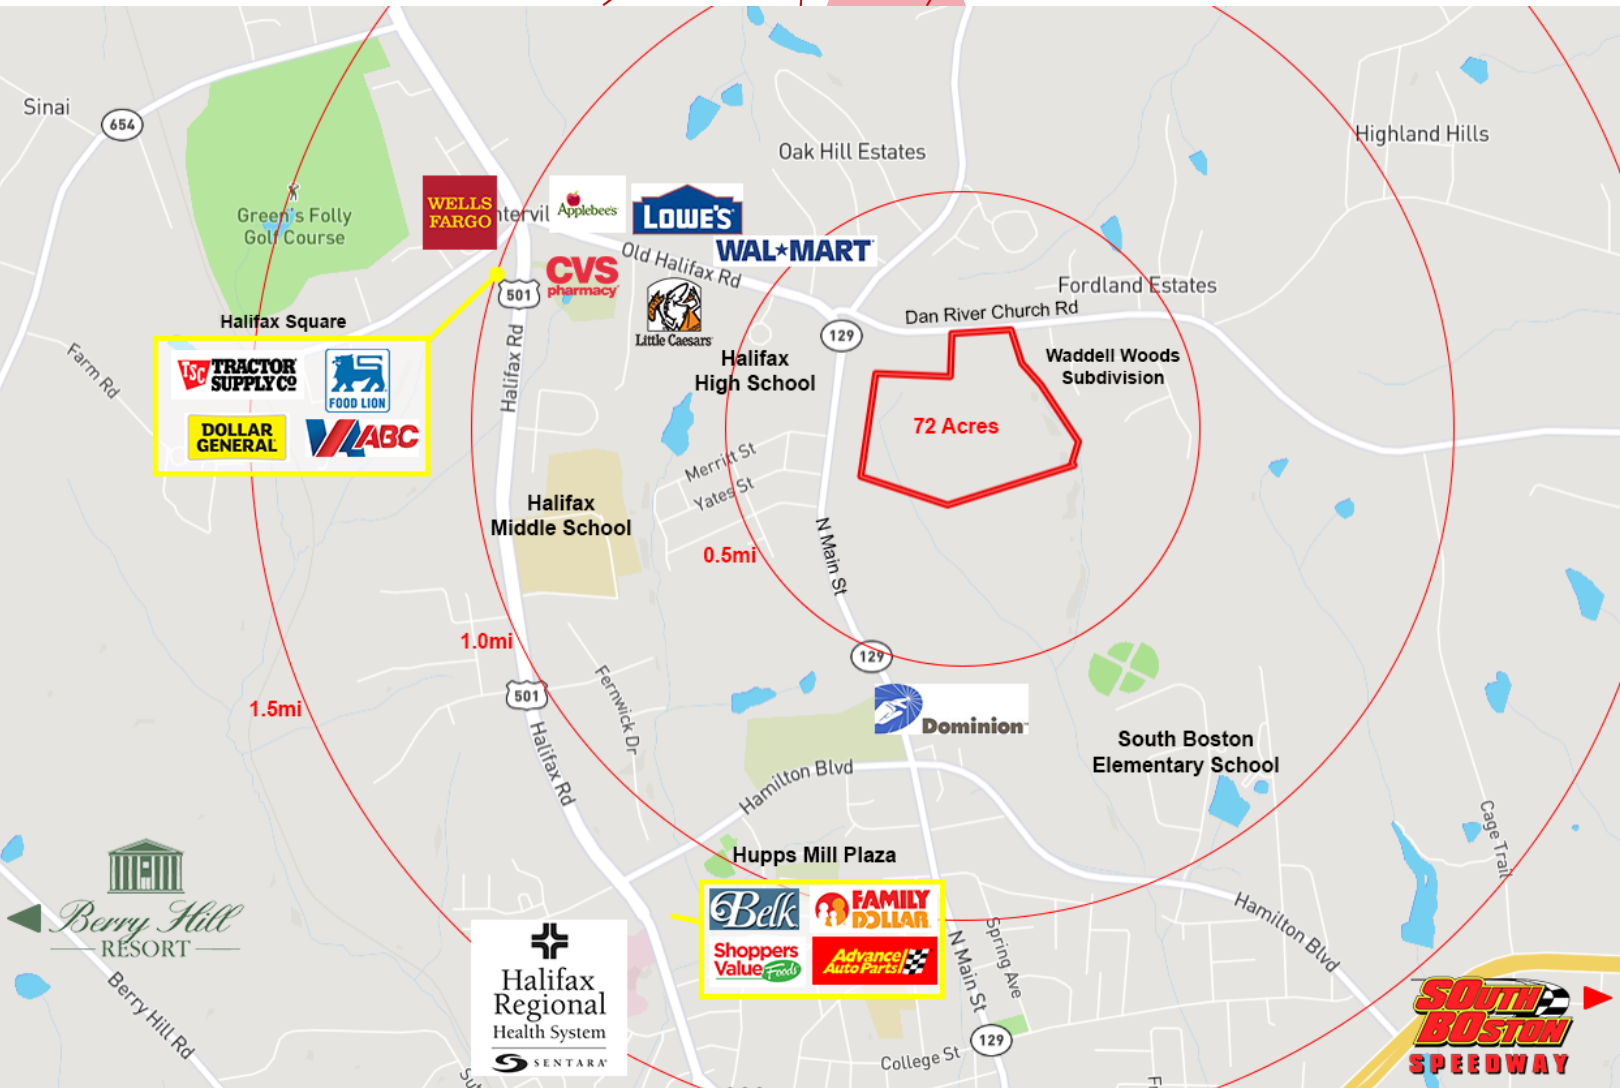 Sinai
654
Highland Hills
Oak Hill Estates
WELLS
FARGO
ntervil
Applebee's
LOWE'S
WAL★MART
Green's Folly
Golf Course
Old Halifax Rd
CVS
pharmacy
501
Fordland Estates
Dan River Church Rd
Little Caesars
129
Halifax Square
Halifax
High School
Waddell Woods
Subdivision
Farm Rd
TSC TRACTOR
SUPPLY CO
FOOD LION
DOLLAR
GENERAL
VA ABC
Halifax Rd
72 Acres
Merritt St
Yates St
Halifax
Middle School
0.5mi
N Main St
1.0mi
129
501
1.5mi
Fernwick Dr
Dominion
South Boston
Elementary School
Halifax Rd
Hamilton Blvd
Cage Trail
Hupps Mill Plaza
Belk
FAMILY
DOLLAR
Shoppers
Value Foods
Advance
Auto Parts
Berry Hill
RESORT
Halifax
Regional
Health System
SENTARA
N Main St
Spring Ave
Hamilton Blvd
Berry Hill Rd
SOUTH
BOSTON
SPEEDWAY
129
College St